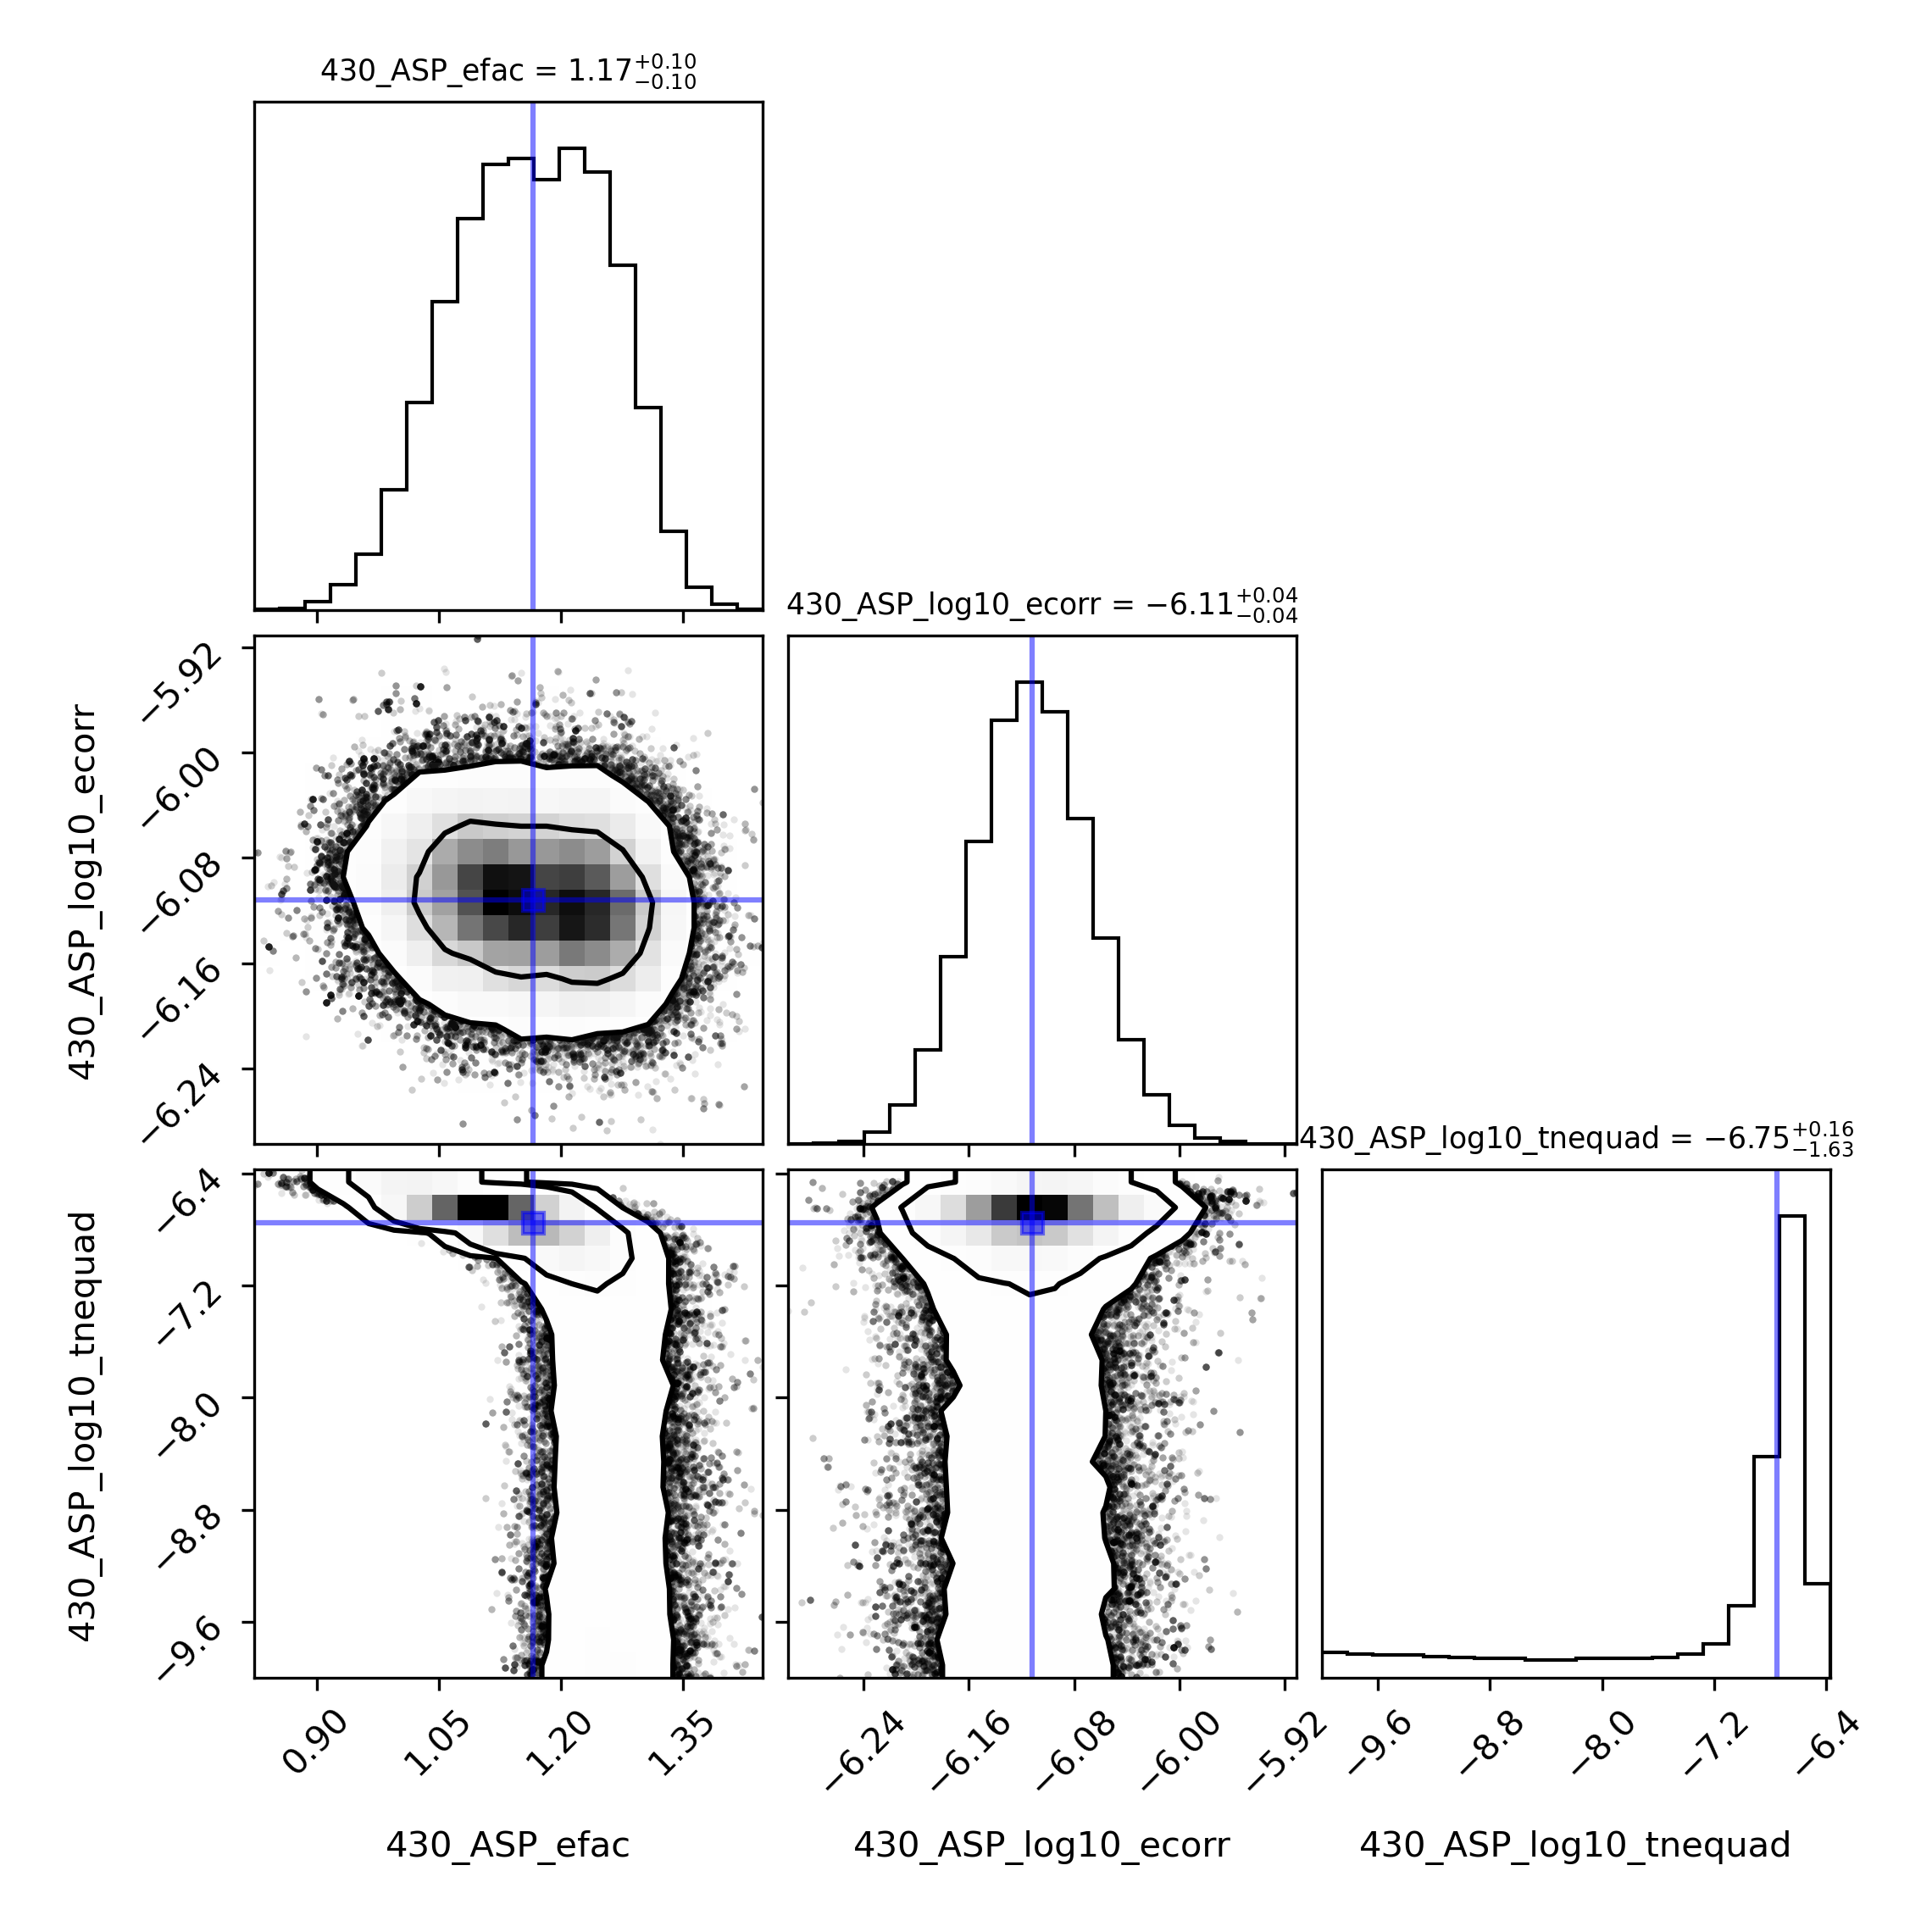 430_ASP_efac = 1.17+0.10 −0.10
430_ASP_log10_ecorr = −6.11+0.04 −0.04
430_ASP_log10_tnequad = −6.75+0.16 −1.63
430_ASP_log10_ecorr
−5.92
−6.00
−6.08
−6.16
−6.24
430_ASP_log10_tnequad
−6.4
−7.2
−8.0
−8.8
−9.6
0.90 1.05 1.20 1.35
−6.24 −6.16 −6.08 −6.00 −5.92
−9.6 −8.8 −8.0 −7.2 −6.4
430_ASP_efac
430_ASP_log10_ecorr
430_ASP_log10_tnequad